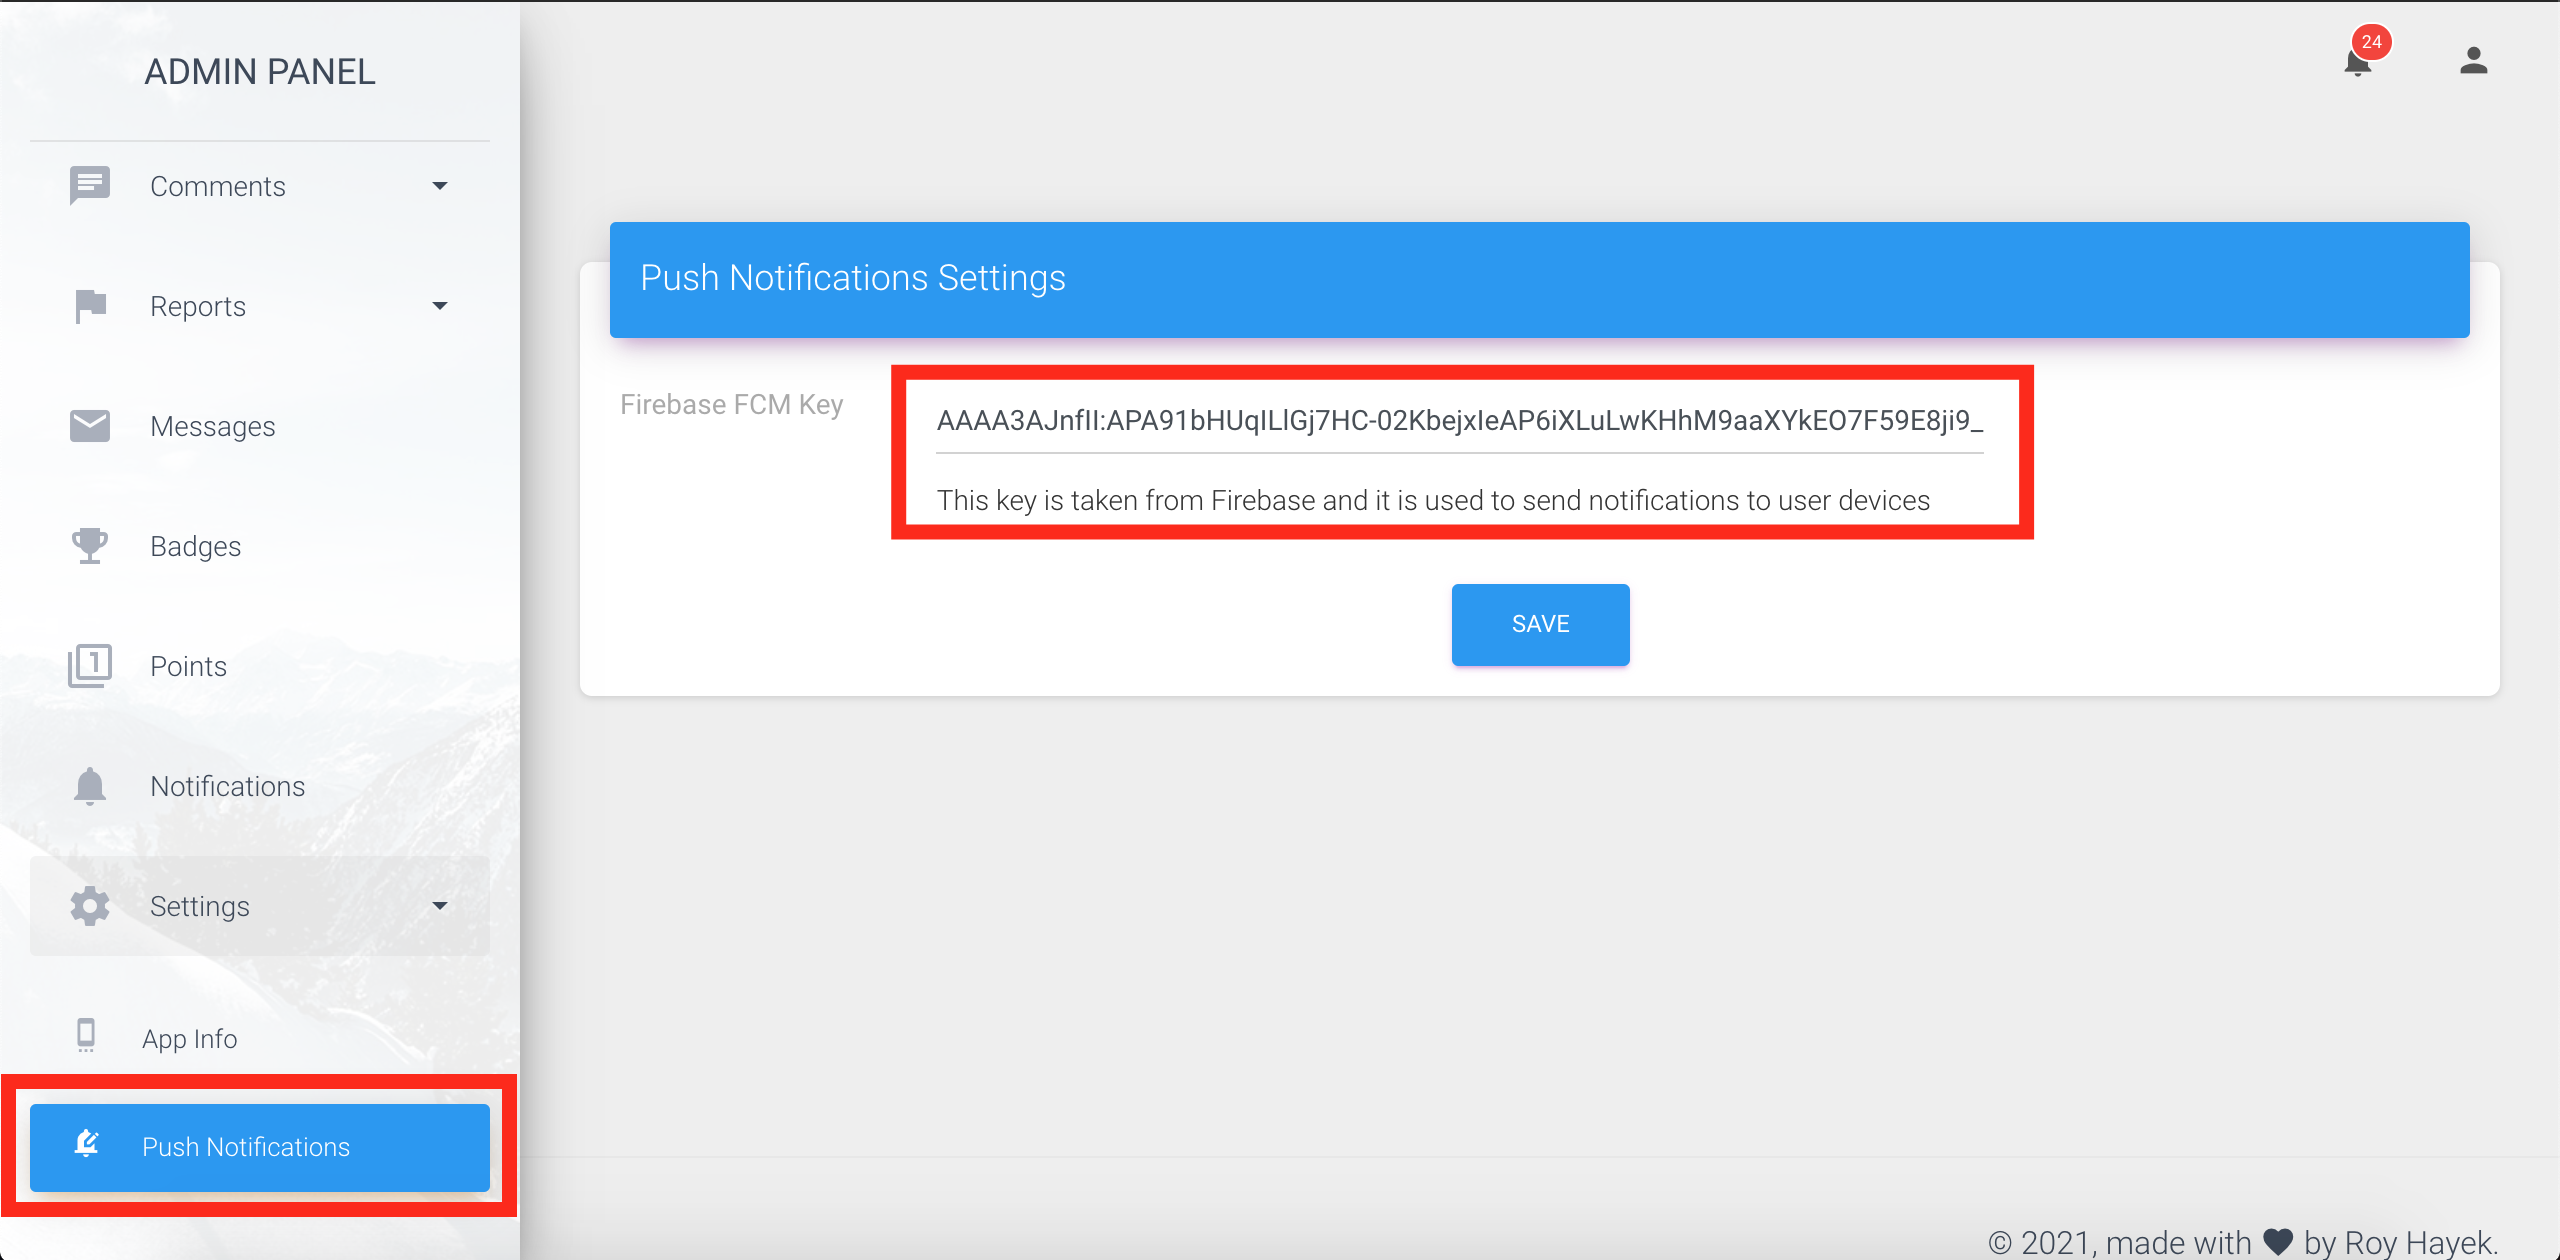 ADMIN PANEL
Comments
Reports
Messages
Badges
Points
Notifications
Settings
App Info
Push Notifications
24
Push Notifications Settings
Firebase FCM Key
AAAA3AJnfII:APA91bHUqILlGj7HC-02KbejxIeAP6iXLuLwKHhM9aaXYkEO7F59E8ji9_
This key is taken from Firebase and it is used to send notifications to user devices
SAVE
© 2021, made with ♥ by Roy Hayek.